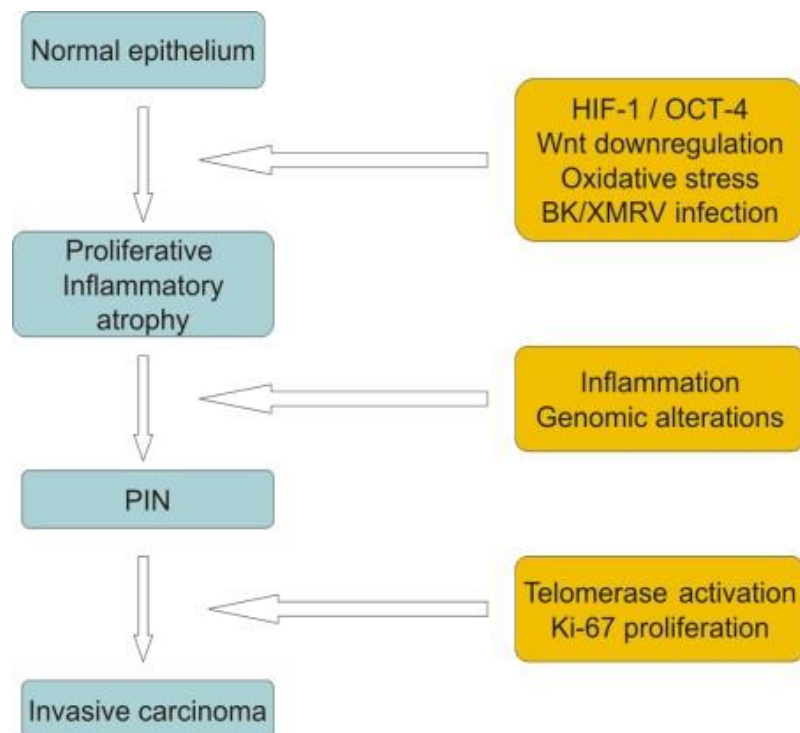 Normal epithelium
HIF-1 / OCT-4
Wnt downregulation
Oxidative stress
BK/XMRV infection
Proliferative
Inflammatory
atrophy
Inflammation
Genomic alterations
PIN
Telomerase activation
Ki-67 proliferation
Invasive carcinoma